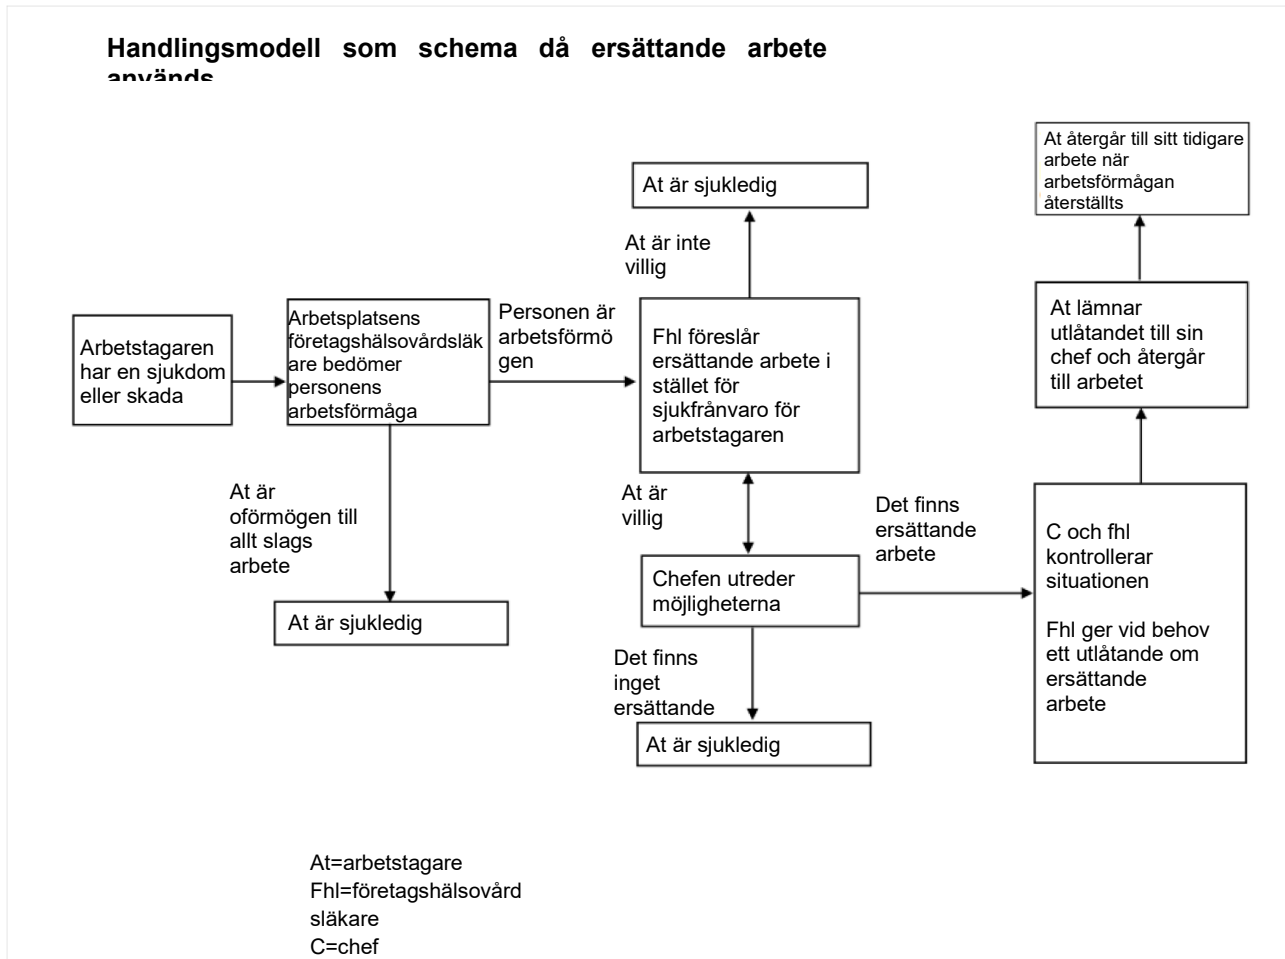 Handlingsmodell som schema då ersättande arbete
används
Arbetstagaren
har en sjukdom
eller skada
Arbetsplatsens
företagshälsovårdsläk
are bedömer
personens
arbetsförmåga
At är
oförmögen till
allt slags
arbete
At är sjukledig
Personen är
arbetsförmö
gen
At är sjukledig
At är inte
villig
Fhl föreslår
ersättande arbete i
stället för
sjukfrånvaro för
arbetstagaren
At är
villig
Chefen utreder
möjligheterna
Det finns
inget
ersättande
At är sjukledig
Det finns
ersättande
arbete
C och fhl
kontrollerar
situationen
Fhl ger vid behov
ett utlåtande om
ersättande
arbete
At lämnar
utlåtandet till sin
chef och återgår
till arbetet
At återgår till sitt tidigare
arbete när
arbetsförmågan
återställts
At=arbetstagare
Fhl=företagshälsovård
släkare
C=chef